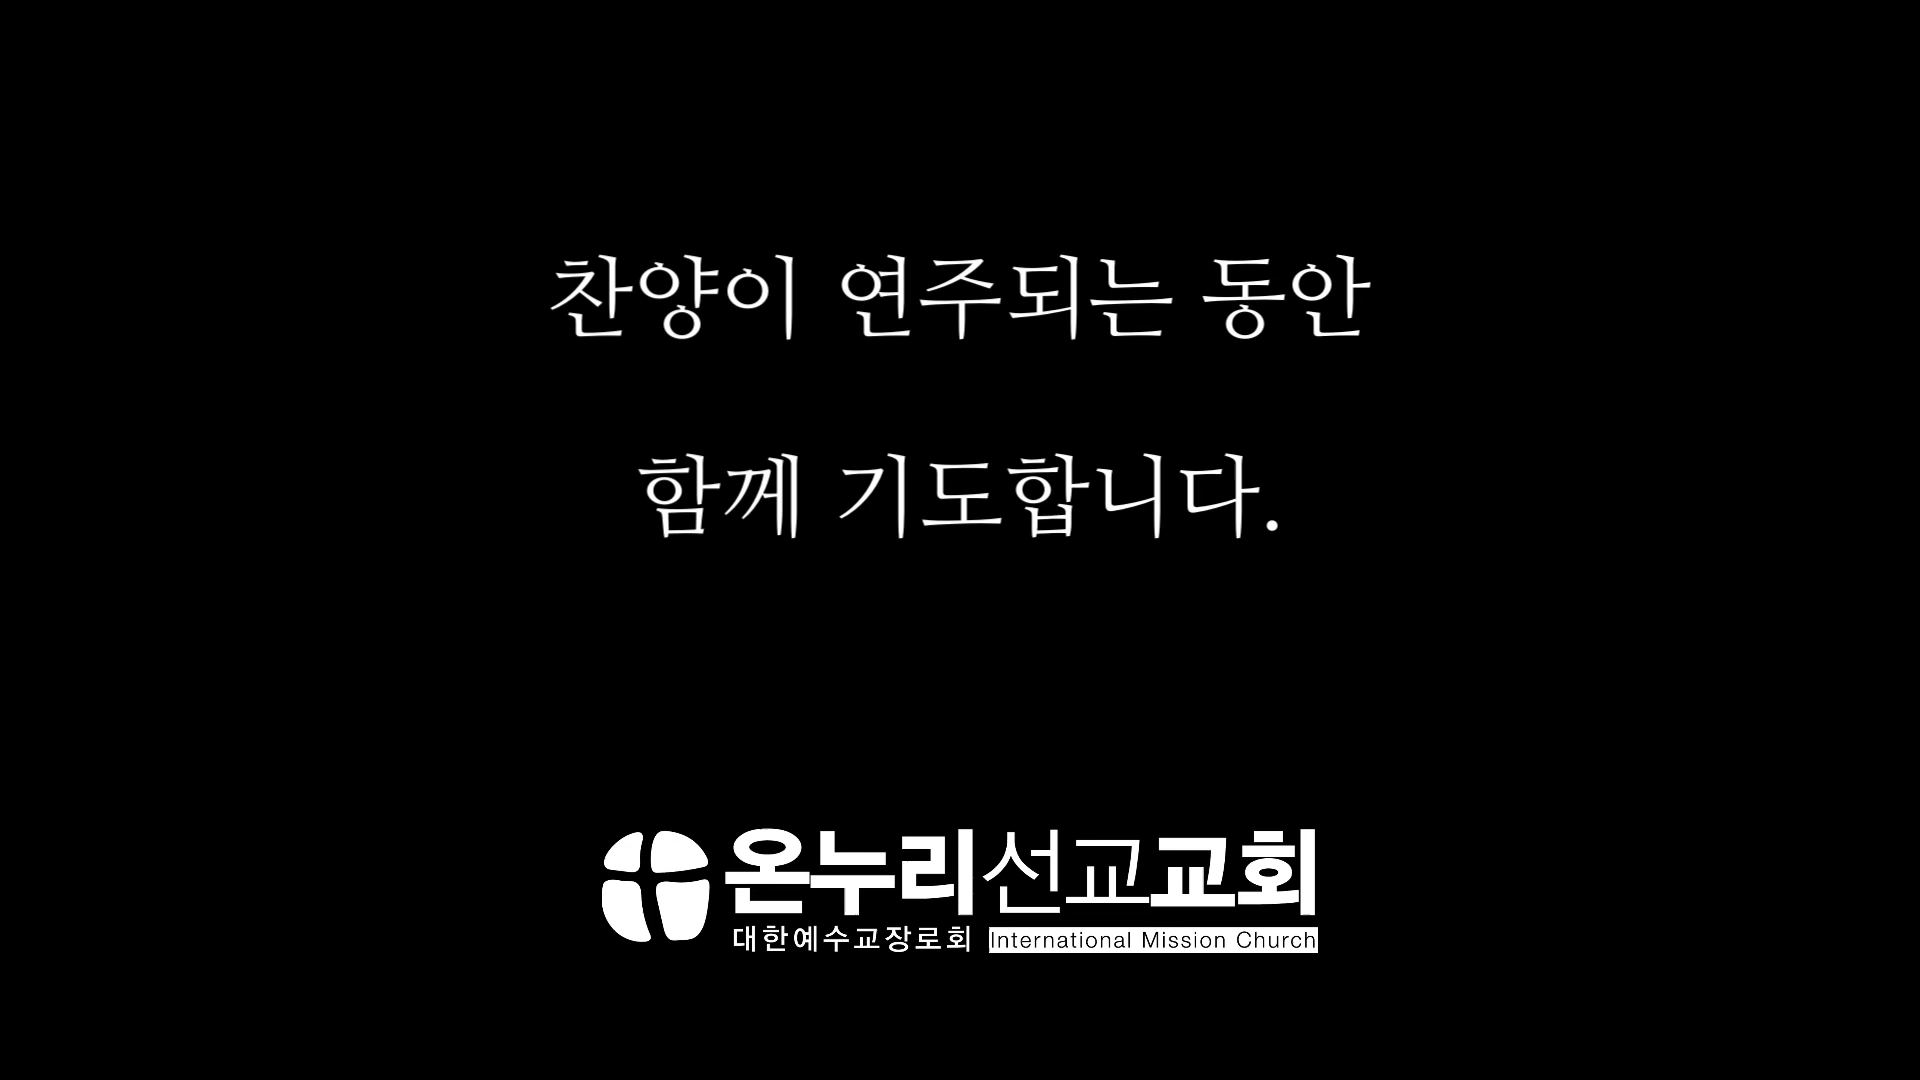 찬양이 연주되는 동안
함께 기도합니다.
온누리선교교회
대한예수교장로회 International Mission Church